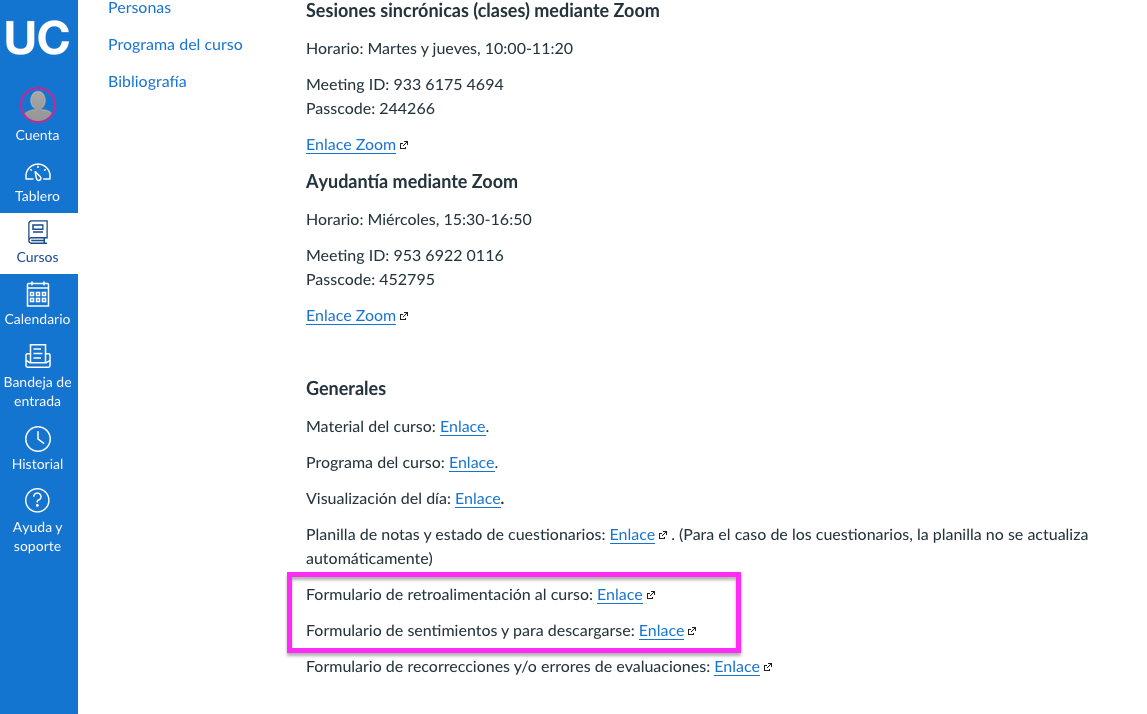 UC
Cuenta
Tablero
Cursos
Calendario
Bandeja de
entrada
Historial
Ayuda y
soporte
Personas
Programa del curso
Bibliografía
Sesiones sincrónicas (clases) mediante Zoom
Horario: Martes y jueves, 10:00-11:20
Meeting ID: 933 6175 4694
Passcode: 244266
Enlace Zoom
Ayudantía mediante Zoom
Horario: Miércoles, 15:30-16:50
Meeting ID: 953 6922 0116
Passcode: 452795
Enlace Zoom
Generales
Material del curso: Enlace.
Programa del curso: Enlace.
Visualización del día: Enlace.
Planilla de notas y estado de cuestionarios: Enlace . (Para el caso de los cuestionarios, la planilla no se actualiza
automáticamente)
Formulario de retroalimentación al curso: Enlace
Formulario de sentimientos y para descargarse: Enlace
Formulario de recorrecciones y/o errores de evaluaciones: Enlace